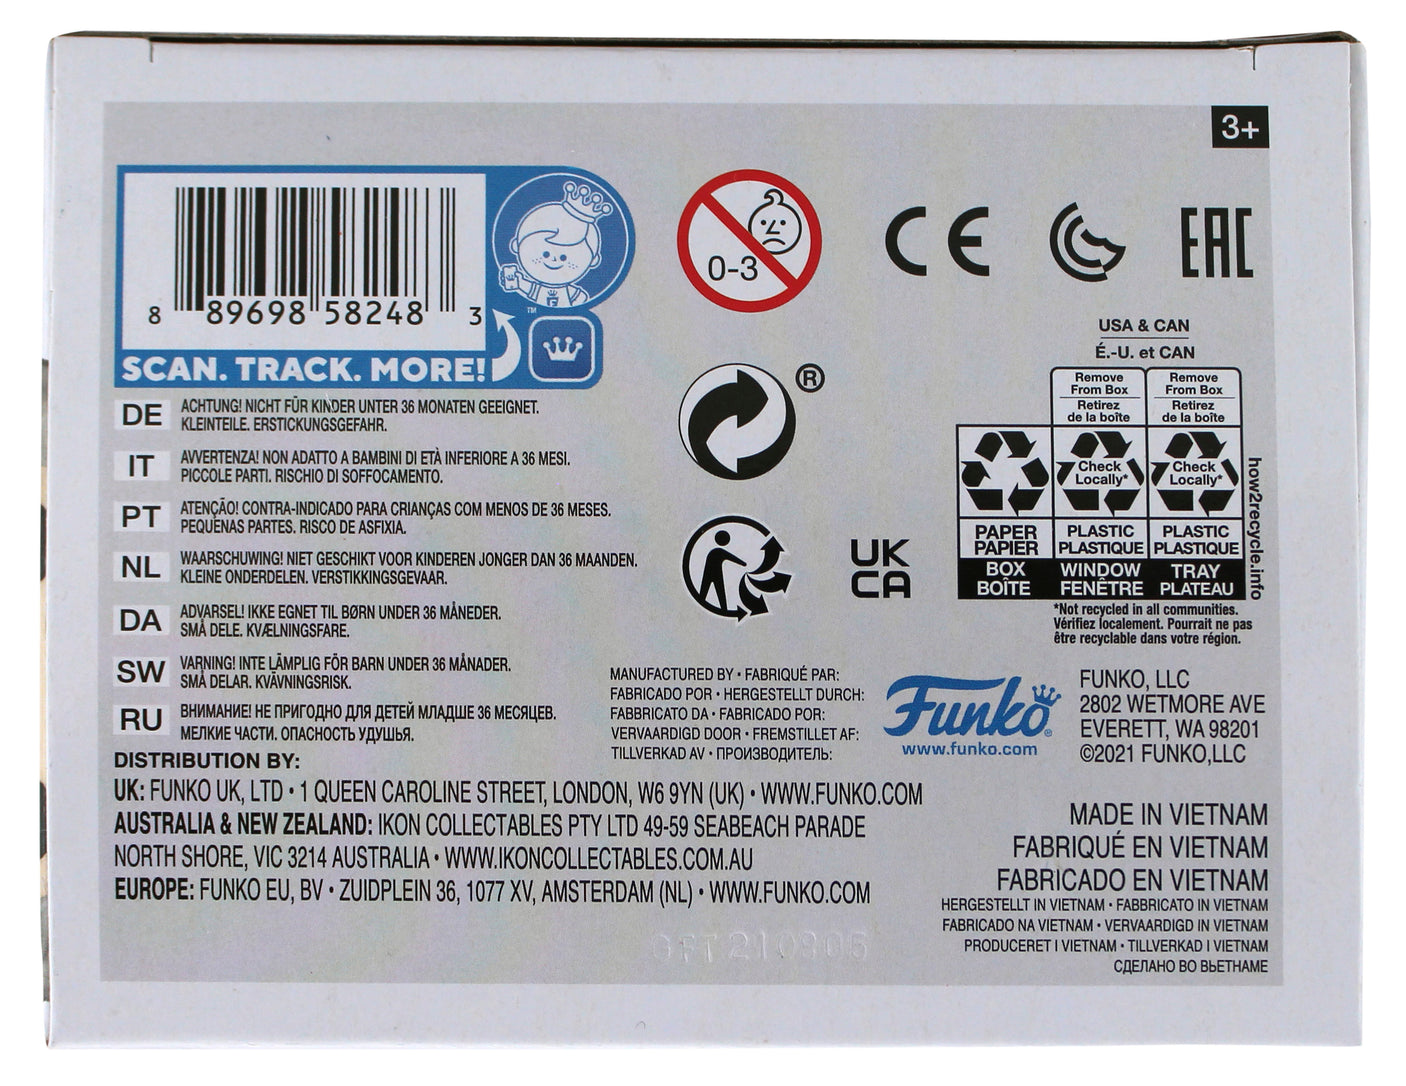 3+
8 89698 58248 3
™
SCAN. TRACK. MORE!
0-3
CE
EAC
USA & CAN
É.-U. et CAN
Remove From Box
Retirez de la boîte
Remove From Box
Retirez de la boîte
Check Locally*
Check Locally*
PAPER
PAPIER
BOX
BOÎTE
PLASTIC
PLASTIQUE
WINDOW
FENÊTRE
PLASTIC
PLASTIQUE
TRAY
PLATEAU
how2recycle.info
*Not recycled in all communities.
Vérifiez localement. Pourrait ne pas
être recyclable dans votre région.
®
UK
CA
DE ACHTUNG! NICHT FÜR KINDER UNTER 36 MONATEN GEEIGNET.
KLEINTEILE. ERSTICKUNGSGEFAHR.
IT AVVERTENZA! NON ADATTO A BAMBINI DI ETÀ INFERIORE A 36 MESI.
PICCOLE PARTI. RISCHIO DI SOFFOCAMENTO.
PT ATENÇÃO! CONTRA-INDICADO PARA CRIANÇAS COM MENOS DE 36 MESES.
PEQUENAS PARTES. RISCO DE ASFIXIA.
NL WAARSCHUWING! NIET GESCHIKT VOOR KINDEREN JONGER DAN 36 MAANDEN.
KLEINE ONDERDELEN. VERSTIKKINGSGEVAAR.
DA ADVARSEL! IKKE EGNET TIL BØRN UNDER 36 MÅNEDER.
SMÅ DELE. KVÆLNINGSFARE.
SW VARNING! INTE LÄMPLIG FÖR BARN UNDER 36 MÅNADER.
SMÅ DELAR. KVÄVNINGSRISK.
RU ВНИМАНИЕ! НЕ ПРИГОДНО ДЛЯ ДЕТЕЙ МЛАДШЕ 36 МЕСЯЦЕВ.
МЕЛКИЕ ЧАСТИ. ОПАСНОСТЬ УДУШЬЯ.
MANUFACTURED BY • FABRIQUÉ PAR:
FABRICADO POR • HERGESTELLT DURCH:
FABBRICATO DA • FABRICADO POR:
VERVAARDIGD DOOR • FREMSTILLET AF:
TILLVERKAD AV • ПРОИЗВОДИТЕЛЬ:
Funko®
www.funko.com
FUNKO, LLC
2802 WETMORE AVE
EVERETT, WA 98201
©2021 FUNKO,LLC
DISTRIBUTION BY:
UK: FUNKO UK, LTD • 1 QUEEN CAROLINE STREET, LONDON, W6 9YN (UK) • WWW.FUNKO.COM
AUSTRALIA & NEW ZEALAND: IKON COLLECTABLES PTY LTD 49-59 SEABEACH PARADE
NORTH SHORE, VIC 3214 AUSTRALIA • WWW.IKONCOLLECTABLES.COM.AU
EUROPE: FUNKO EU, BV • ZUIDPLEIN 36, 1077 XV, AMSTERDAM (NL) • WWW.FUNKO.COM
MADE IN VIETNAM
FABRIQUÉ EN VIETNAM
FABRICADO EN VIETNAM
HERGESTELLT IN VIETNAM • FABBRICATO IN VIETNAM
FABRICADO NA VIETNAM • VERVAARDIGD IN VIETNAM
PRODUCERET I VIETNAM • TILLVERKAD I VIETNAM
СДЕЛАНО ВО ВЬЕТНАМЕ